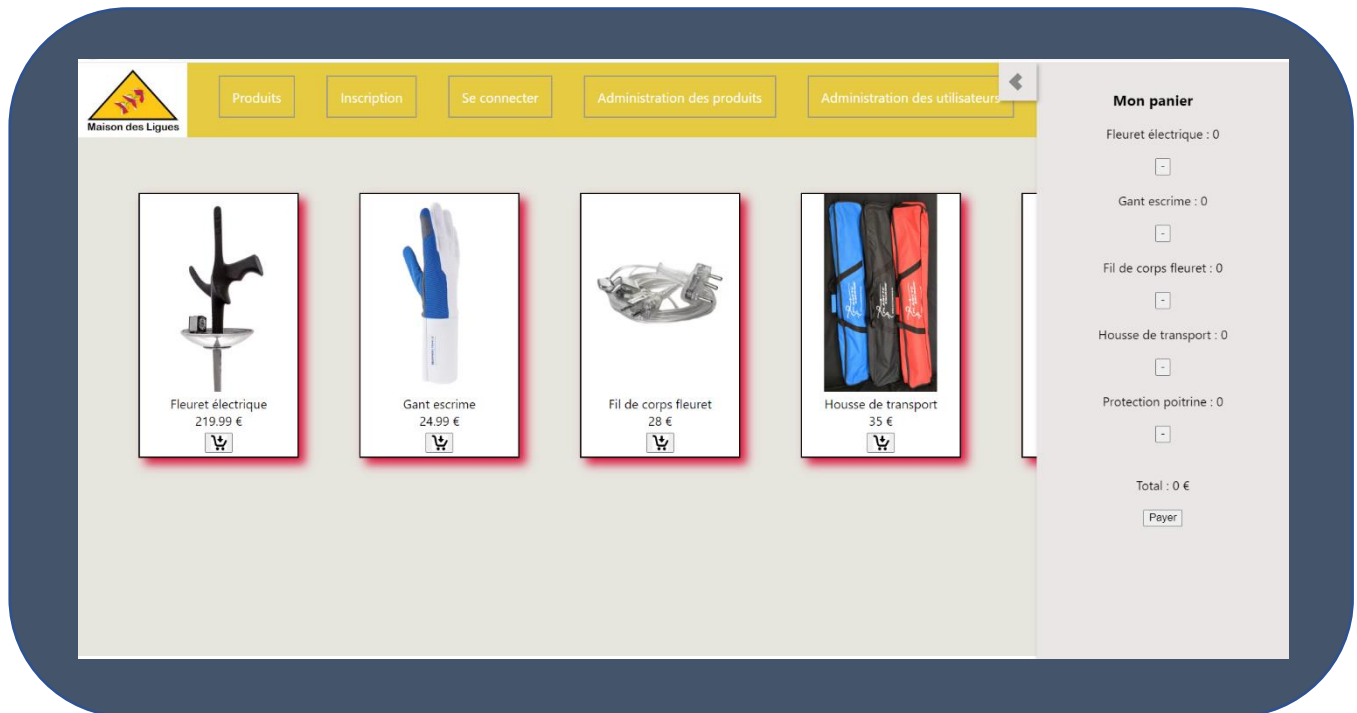 Maison des Ligues
Produits
Inscription
Se connecter
Administration des produits
Administration des utilisateurs
Fleuret électrique
219.99 €
Gant escrime
24.99 €
Fil de corps fleuret
28 €
Housse de transport
35 €
Mon panier
Fleuret électrique : 0
-
Gant escrime : 0
-
Fil de corps fleuret : 0
-
Housse de transport : 0
-
Protection poitrine : 0
-
Total : 0 €
Payer